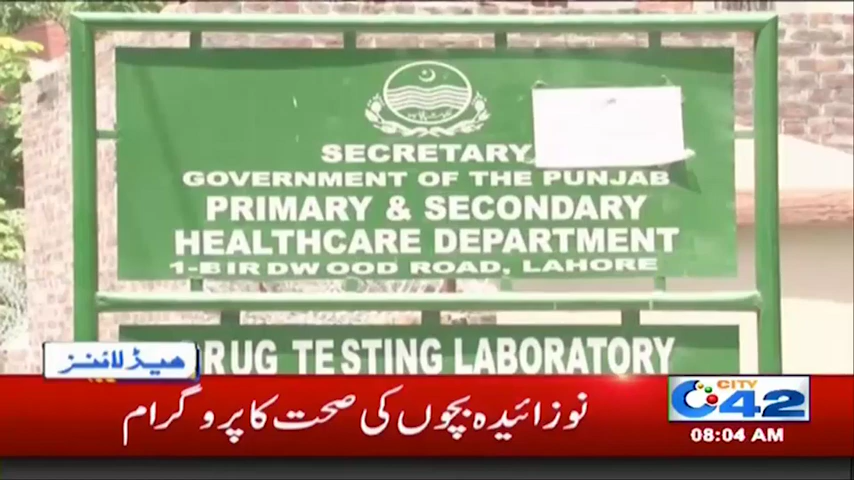 SECRETARY
GOVERNMENT OF THE PUNJAB
PRIMARY & SECONDARY
HEALTHCARE DEPARTMENT
1-BIRDWOOD ROAD, LAHORE
RUG TESTING LABORATORY
ہیڈلائنز
نوزائیدہ بچوں کی صحت کا پروگرام
CITY
42
08:04 AM